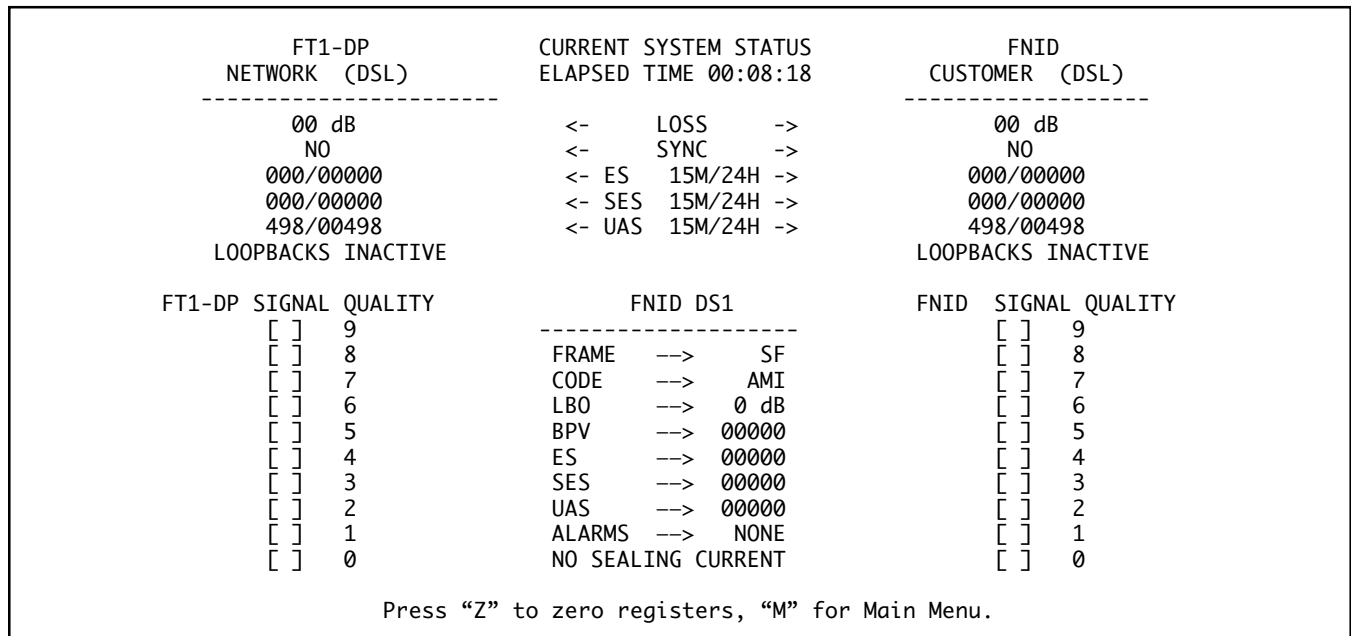 FT1-DP CURRENT SYSTEM STATUS FNID
NETWORK (DSL) ELAPSED TIME 00:08:18 CUSTOMER (DSL)
----------------------- -------------------
00 dB <- LOSS -> 00 dB
NO <- SYNC -> NO
000/00000 <- ES 15M/24H -> 000/00000
000/00000 <- SES 15M/24H -> 000/00000
498/00498 <- UAS 15M/24H -> 498/00498
LOOPBACKS INACTIVE LOOPBACKS INACTIVE
FT1-DP SIGNAL QUALITY FNID DS1 FNID SIGNAL QUALITY
[ ] 9 -------------------- [ ] 9
[ ] 8 FRAME ––> SF [ ] 8
[ ] 7 CODE ––> AMI [ ] 7
[ ] 6 LBO ––> 0 dB [ ] 6
[ ] 5 BPV ––> 00000 [ ] 5
[ ] 4 ES ––> 00000 [ ] 4
[ ] 3 SES ––> 00000 [ ] 3
[ ] 2 UAS ––> 00000 [ ] 2
[ ] 1 ALARMS ––> NONE [ ] 1
[ ] 0 NO SEALING CURRENT [ ] 0
Press “Z” to zero registers, “M” for Main Menu.